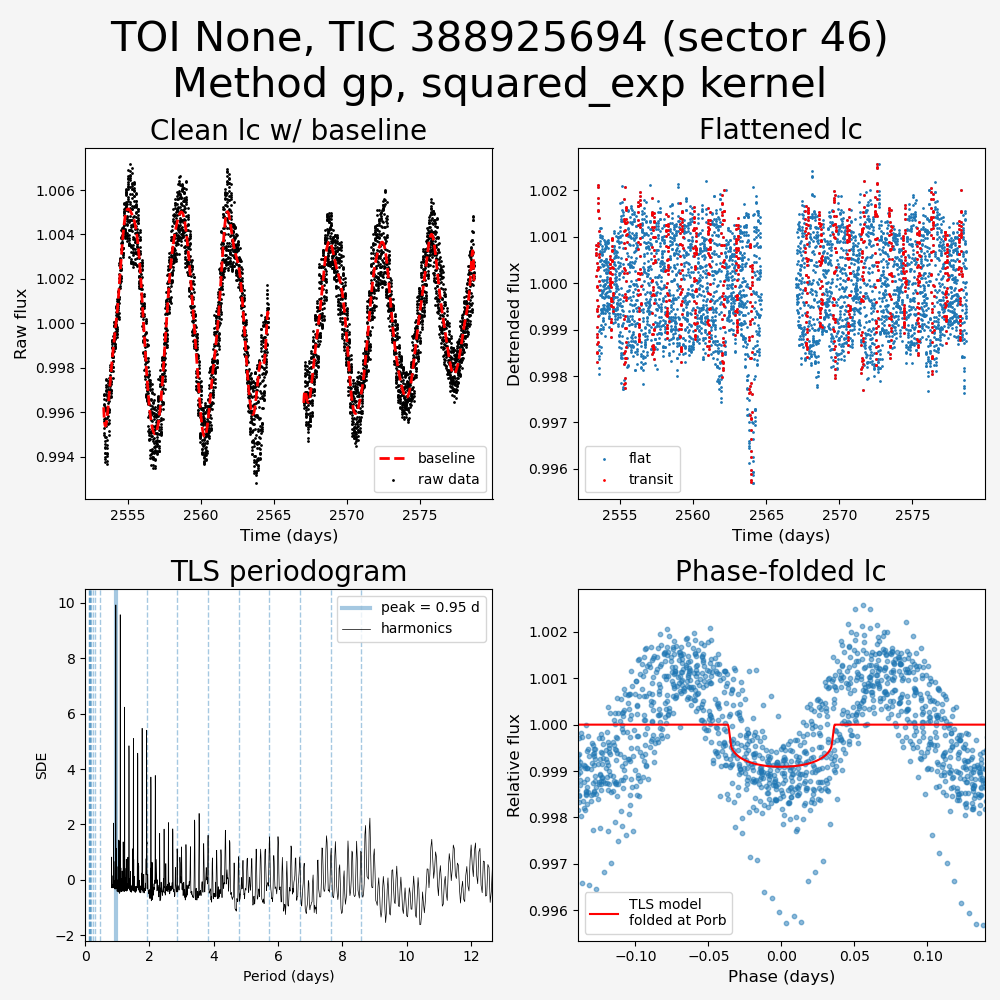 TOI None, TIC 388925694 (sector 46)
Method gp, squared_exp kernel
Clean lc w/ baseline
Raw flux
1.006
1.004
1.002
1.000
0.998
0.996
0.994
baseline
raw data
2555 2560 2565 2570 2575
Time (days)
Flattened lc
Detrended flux
1.002
1.001
1.000
0.999
0.998
0.997
0.996
flat
transit
2555 2560 2565 2570 2575
Time (days)
TLS periodogram
SDE
10
8
6
4
2
0
−2
peak = 0.95 d
harmonics
0 2 4 6 8 10 12
Period (days)
Phase-folded lc
Relative flux
1.002
1.001
1.000
0.999
0.998
0.997
0.996
TLS model
folded at Porb
−0.10 −0.05 0.00 0.05 0.10
Phase (days)